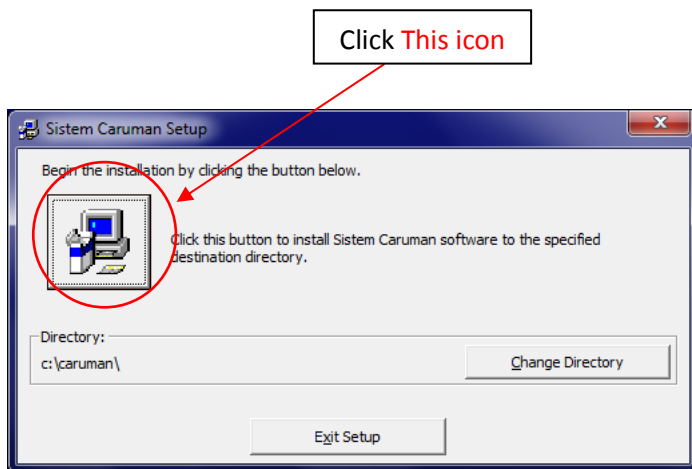 Click This icon
Sistem Caruman Setup
Begin the installation by clicking the button below.
Click this button to install Sistem Caruman software to the specified
destination directory.
Directory:
c:\caruman\
Change Directory
Exit Setup